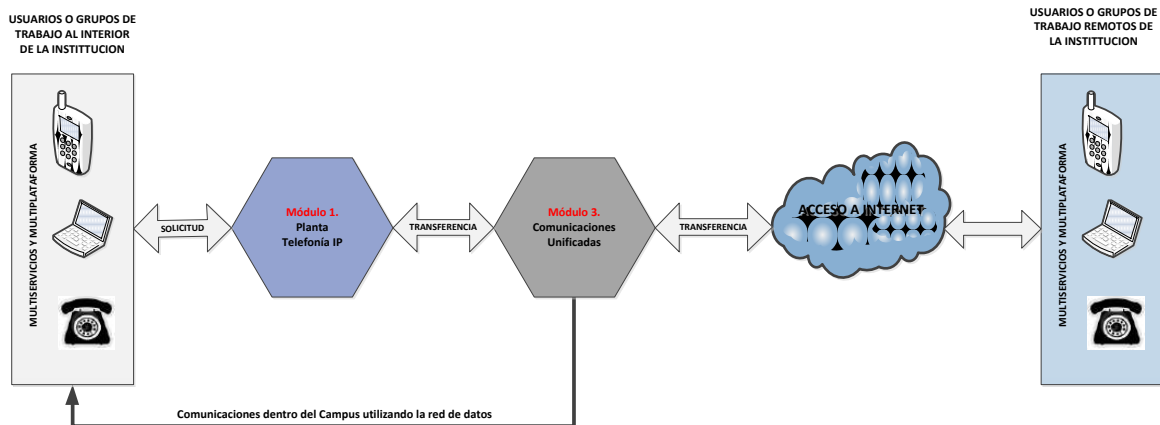 USUARIOS O GRUPOS DE
TRABAJO AL INTERIOR
DE LA INSTITTUCION
MULTISERVICIOS Y MULTIPLATAFORMA
SOLICITUD
Módulo 1.
Planta
Telefonía IP
TRANSFERENCIA
Módulo 3.
Comunicaciones
Unificadas
TRANSFERENCIA
ACCESO A INTERNET
USUARIOS O GRUPOS DE
TRABAJO REMOTOS DE
LA INSTITTUCION
MULTISERVICIOS Y MULTIPLATAFORMA
Comunicaciones dentro del Campus utilizando la red de datos